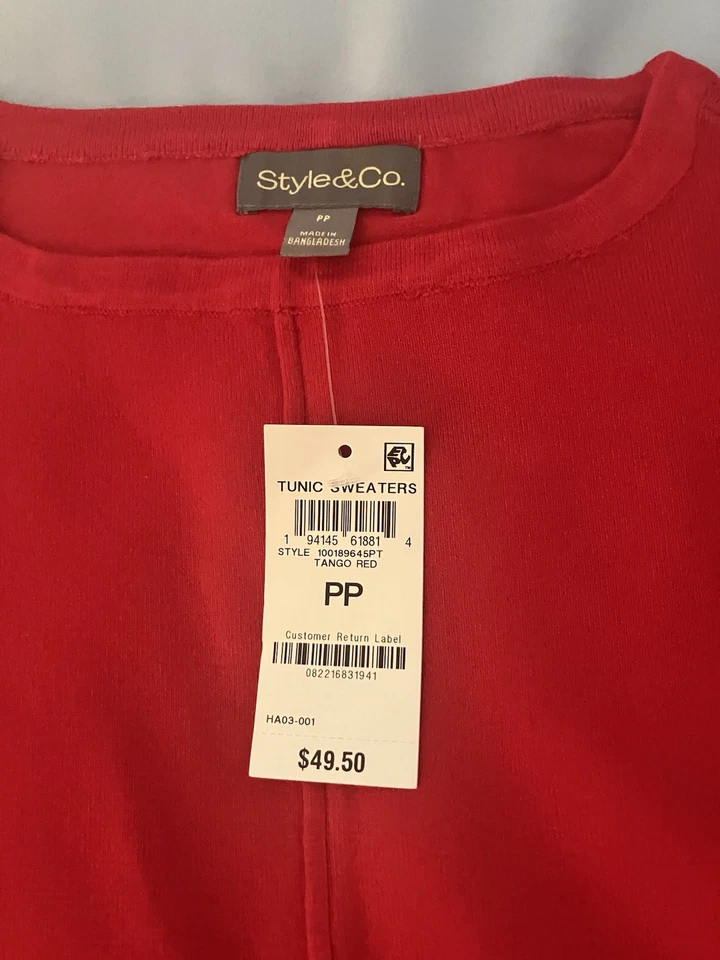 Style&Co.
PP
MADE IN
BANGLADESH
TUNIC SWEATERS
1 94145 61881 4
STYLE 100189645PT
TANGO RED
PP
Customer Return Label
082216831941
HA03-001
$49.50